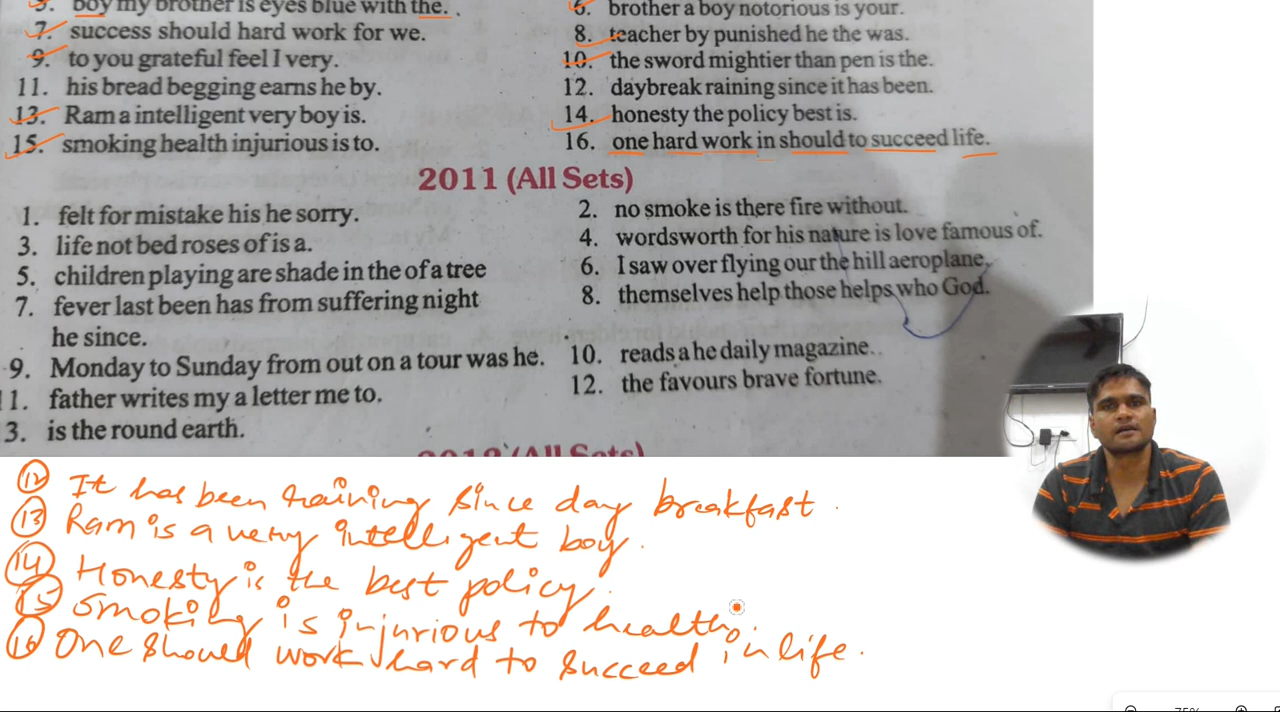 5. boy my brother is eyes blue with the.
6. brother a boy notorious is your.
7. success should hard work for we.
8. teacher by punished he the was.
9. to you grateful feel I very.
10. the sword mightier than pen is the.
11. his bread begging earns he by.
12. daybreak raining since it has been.
13. Ram a intelligent very boy is.
14. honesty the policy best is.
15. smoking health injurious is to.
16. one hard work in should to succeed life.
2011 (All Sets)
1. felt for mistake his he sorry.
2. no smoke is there fire without.
3. life not bed roses of is a.
4. wordsworth for his nature is love famous of.
5. children playing are shade in the of a tree
6. I saw over flying our the hill aeroplane.
7. fever last been has from suffering night
he since.
8. themselves help those helps who God.
9. Monday to Sunday from out on a tour was he.
10. reads a he daily magazine.
11. father writes my a letter me to.
12. the favours brave fortune.
3. is the round earth.
(All Sets)
12 It has been raining since day breakfast.
13 Ram is a very intelligent boy.
14 Honesty is the best policy.
15 Smoking is injurious to health.
16 One should work hard to succeed in life.
75%